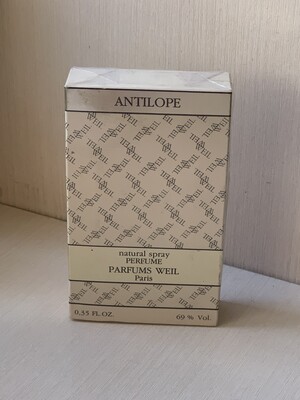 ANTILOPE
natural spray
PERFUME
PARFUMS WEIL
Paris
0,55 FL.OZ.
69 % Vol.